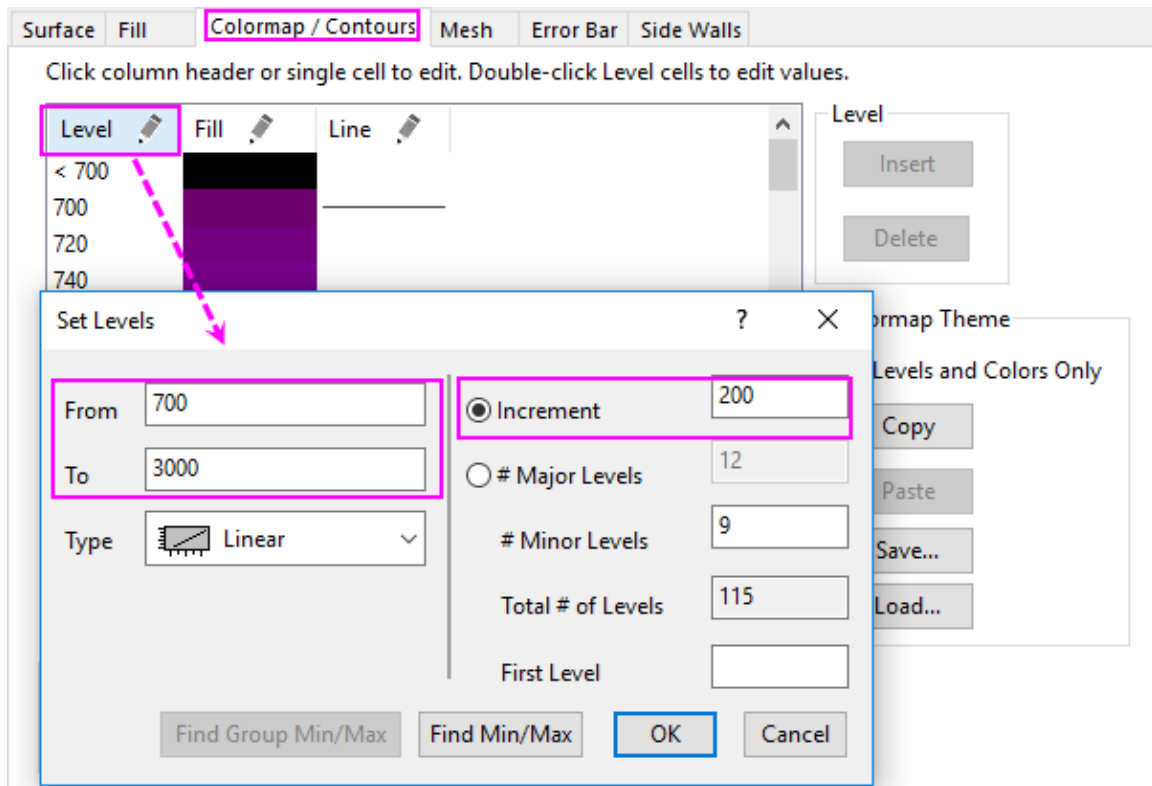 Surface Fill Colormap / Contours Mesh Error Bar Side Walls
Click column header or single cell to edit. Double-click Level cells to edit values.
Level Fill Line
< 700
700
720
740
Level
Insert
Delete
Set Levels ? ×
From 700
To 3000
Type Linear
Increment 200
# Major Levels 12
# Minor Levels 9
Total # of Levels 115
First Level
Find Group Min/Max Find Min/Max OK Cancel
Theme
Levels and Colors Only
Copy
Paste
Save...
Load...